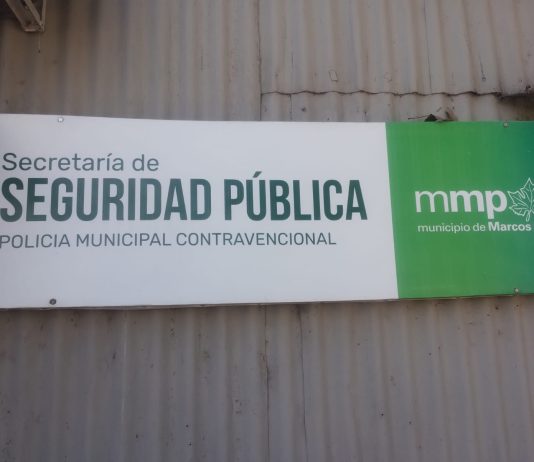 Secretaría de
SEGURIDAD PÚBLICA
POLICIA MUNICIPAL CONTRAVENCIONAL
mmp
municipio de Marcos